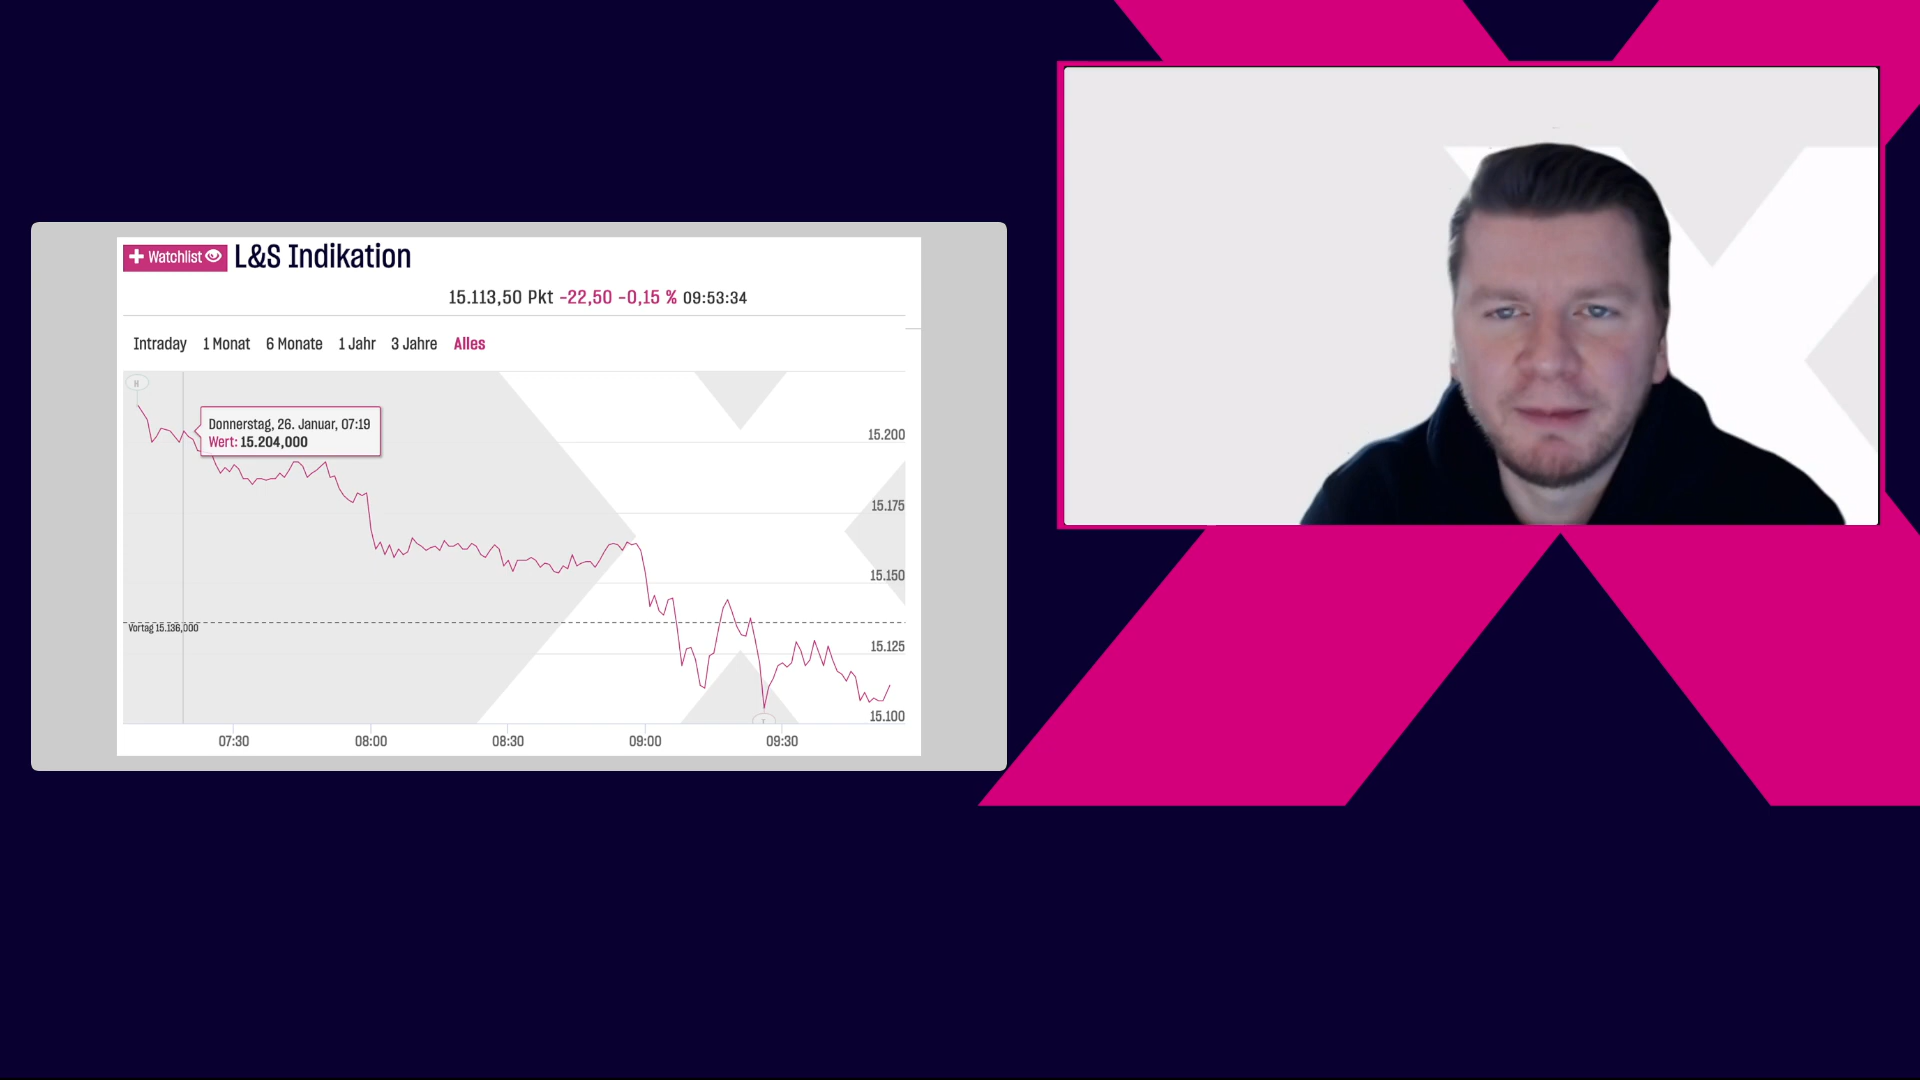 Watchlist L&S Indikation
15.113,50 Pkt -22,50 -0,15 % 09:53:34
Intraday 1 Monat 6 Monate 1 Jahr 3 Jahre Alles
H
Donnerstag, 26. Januar, 07:19
Wert: 15.204,000
15.200
15.175
15.150
Vortag 15.136,000
15.125
15.100
T
07:30 08:00 08:30 09:00 09:30